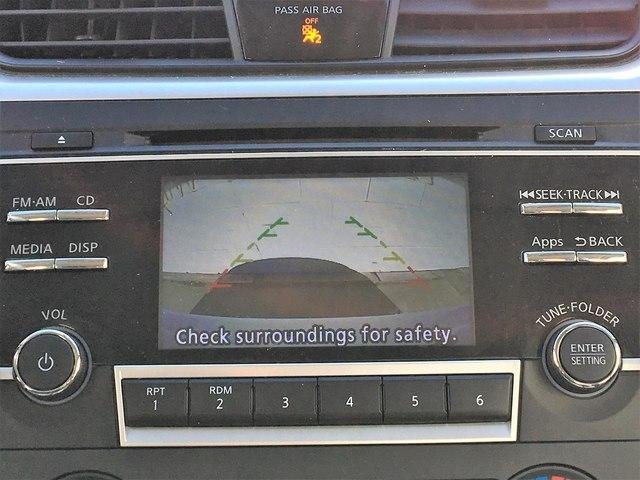 PASS AIR BAG
OFF
2
SCAN
FM·AM CD
SEEK·TRACK
MEDIA DISP
Apps BACK
VOL
TUNE·FOLDER
Check surroundings for safety.
ENTER
SETTING
RPT
1
RDM
2
3
4
5
6